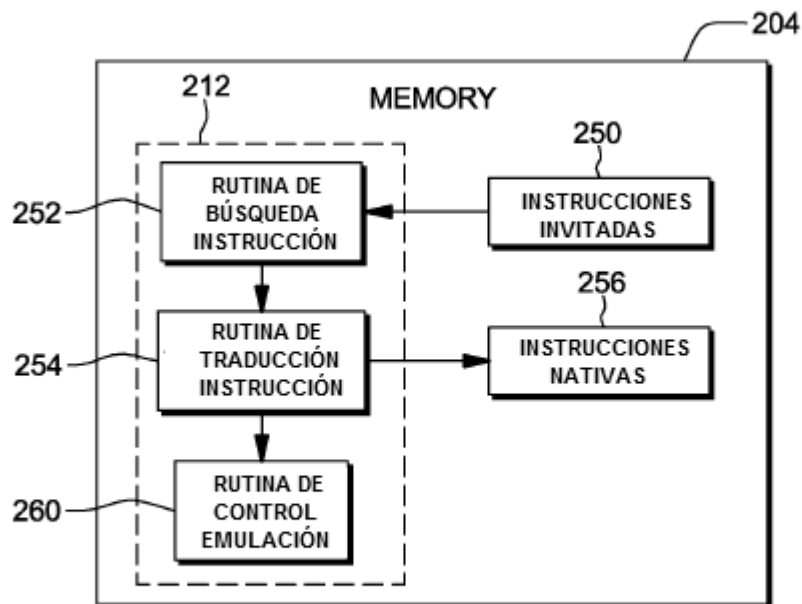 204
212
MEMORY
250
252
RUTINA DE
BÚSQUEDA
INSTRUCCIÓN
INSTRUCCIONES
INVITADAS
256
254
RUTINA DE
TRADUCCIÓN
INSTRUCCIÓN
INSTRUCCIONES
NATIVAS
260
RUTINA DE
CONTROL
EMULACIÓN